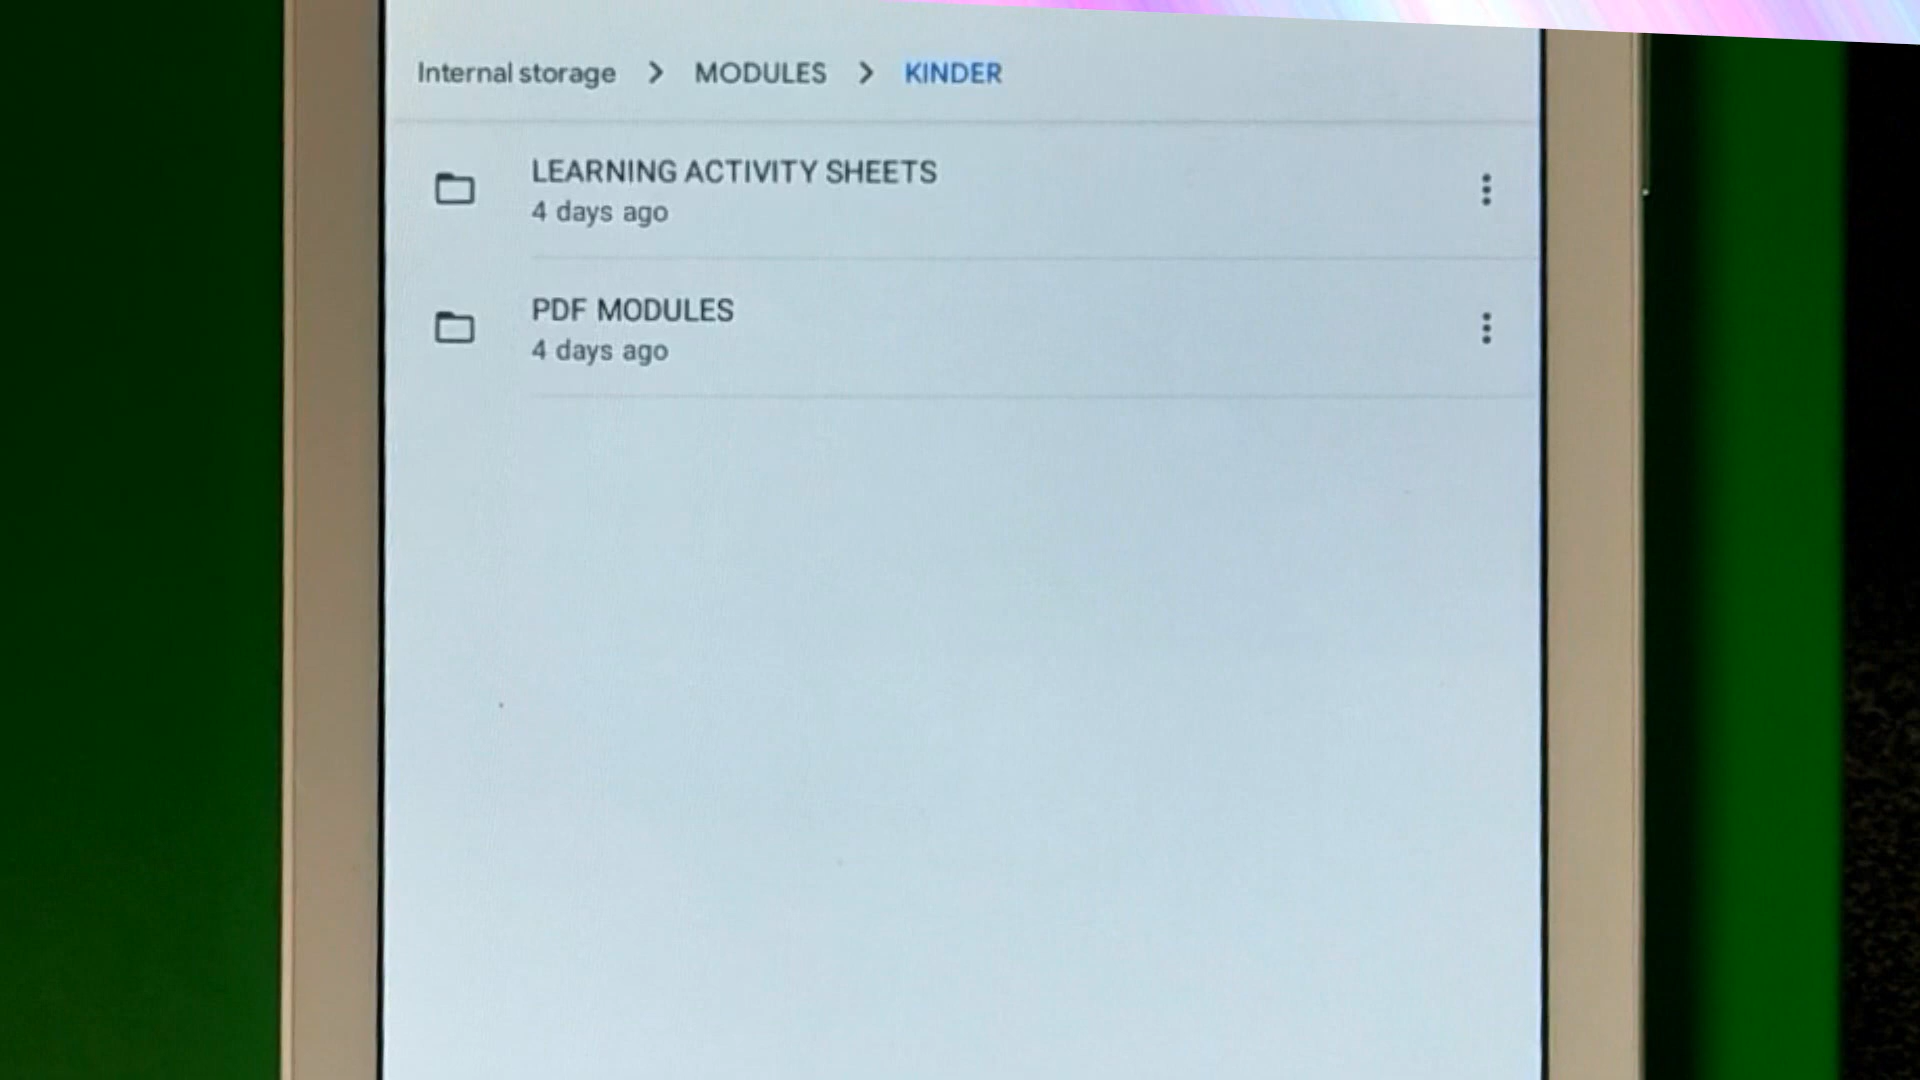 Internal storage > MODULES > KINDER
LEARNING ACTIVITY SHEETS
4 days ago
PDF MODULES
4 days ago